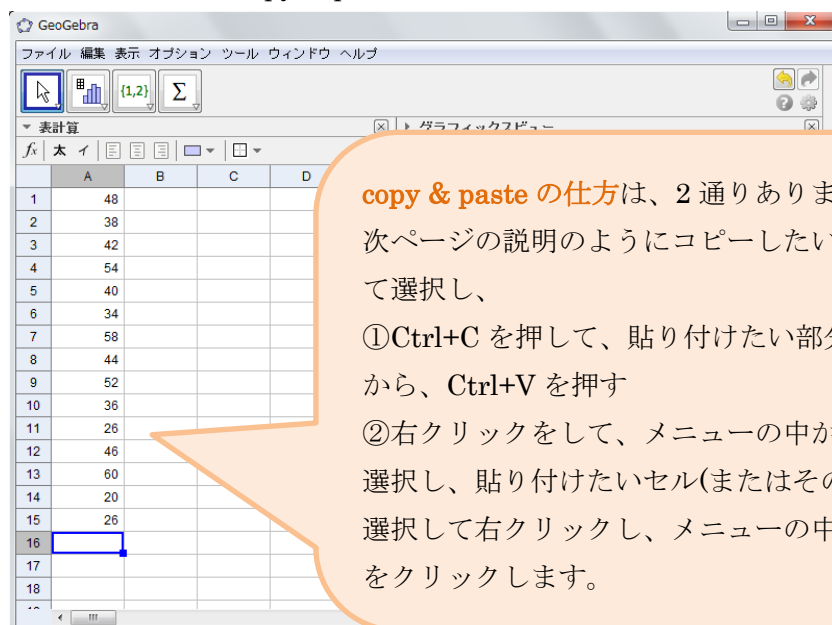 GeoGebra
ファイル 編集 表示 オプション ツール ウィンドウ ヘルプ
{1,2} Σ
表計算
グラフィックスビュー
fx 太 イ
A B C D
1 48
2 38
3 42
4 54
5 40
6 34
7 58
8 44
9 52
10 36
11 26
12 46
13 60
14 20
15 26
16
17
18
copy & paste の仕方は、2 通りありま
次ページの説明のようにコピーしたい
て選択し、
①Ctrl+C を押して、貼り付けたい部分
から、Ctrl+V を押す
②右クリックをして、メニューの中か
選択し、貼り付けたいセル(またはその
選択して右クリックし、メニューの中
をクリックします。